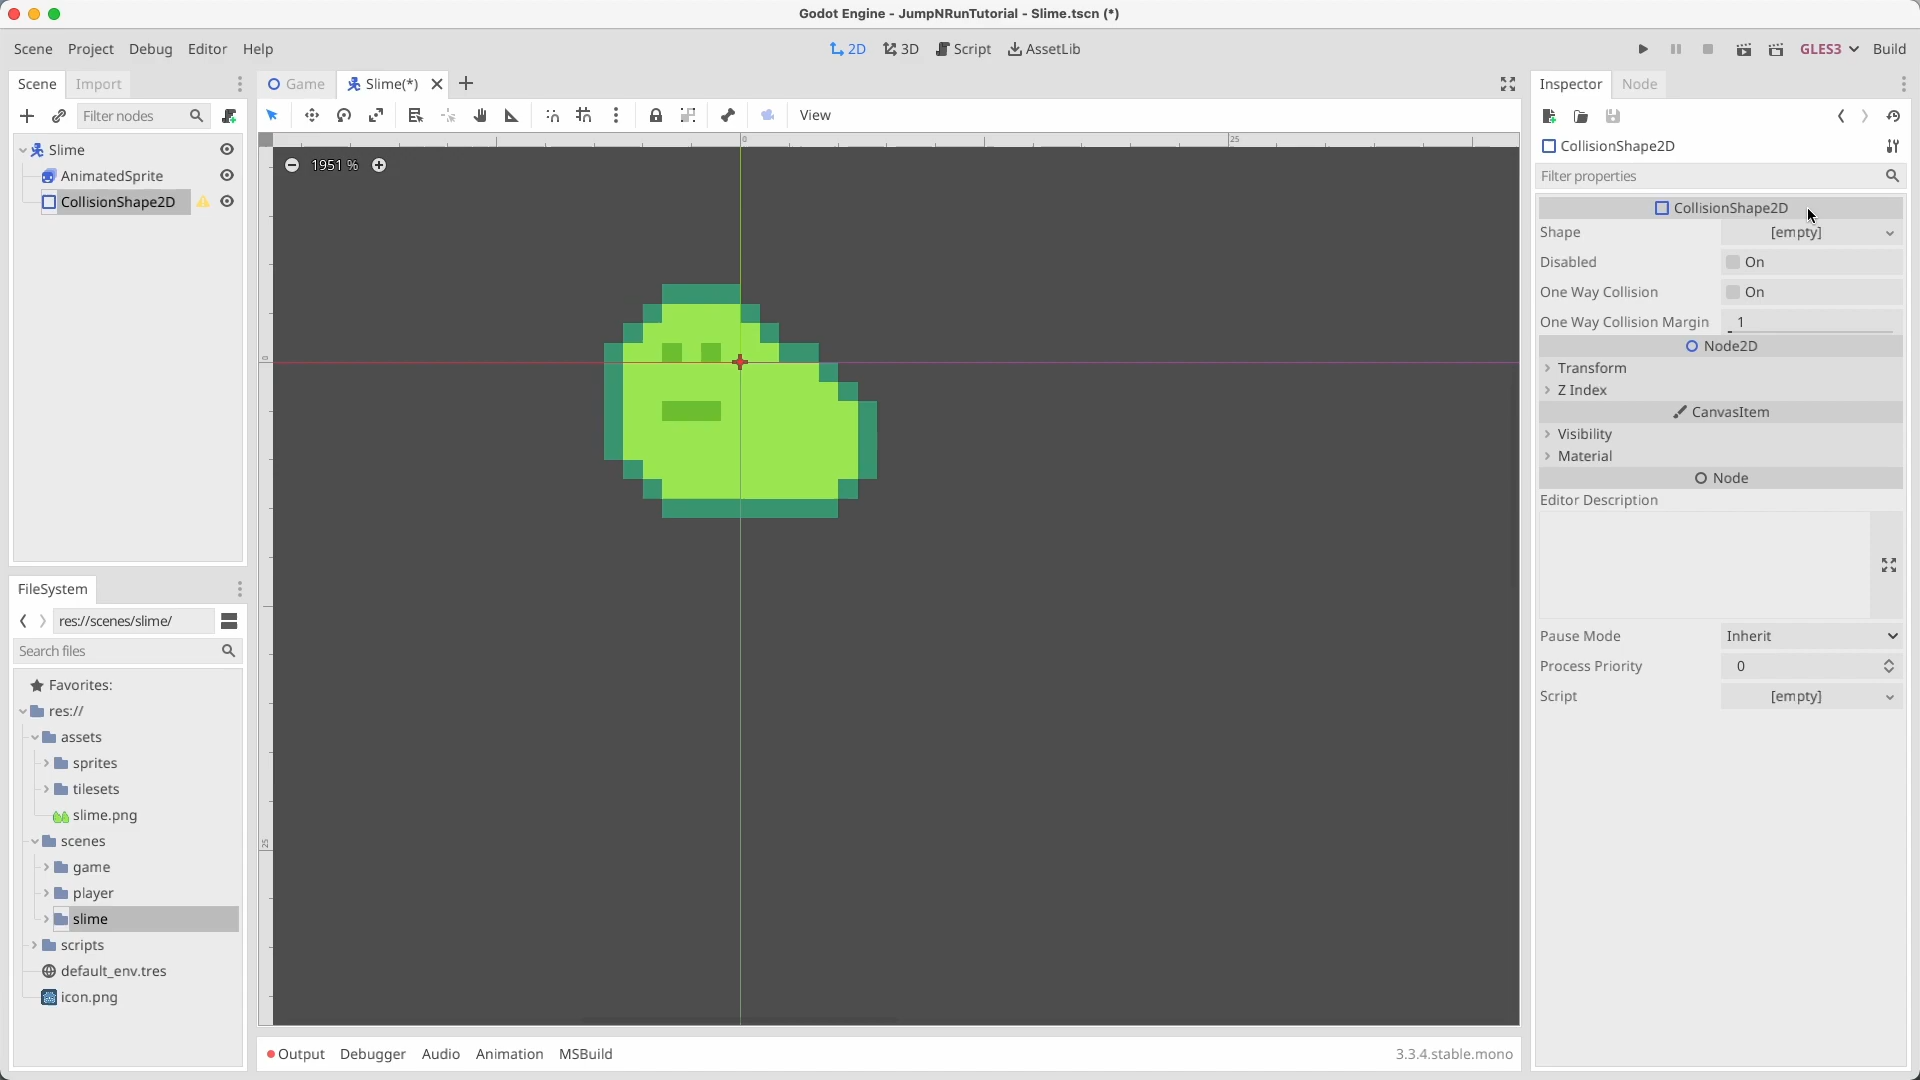 Godot Engine - JumpNRunTutorial - Slime.tscn (*)
Scene Project Debug Editor Help
2D 3D Script AssetLib
GLES3 Build
Scene Import
Filter nodes
Slime
AnimatedSprite
CollisionShape2D
Game Slime(*)
View
1951 %
0
25
0
25
FileSystem
res://scenes/slime/
Search files
Favorites:
res://
assets
sprites
tilesets
slime.png
scenes
game
player
slime
scripts
default_env.tres
icon.png
Output Debugger Audio Animation MSBuild
3.3.4.stable.mono
Inspector Node
CollisionShape2D
Filter properties
CollisionShape2D
Shape [empty]
Disabled On
One Way Collision On
One Way Collision Margin 1
Node2D
Transform
Z Index
CanvasItem
Visibility
Material
Node
Editor Description
Pause Mode Inherit
Process Priority 0
Script [empty]